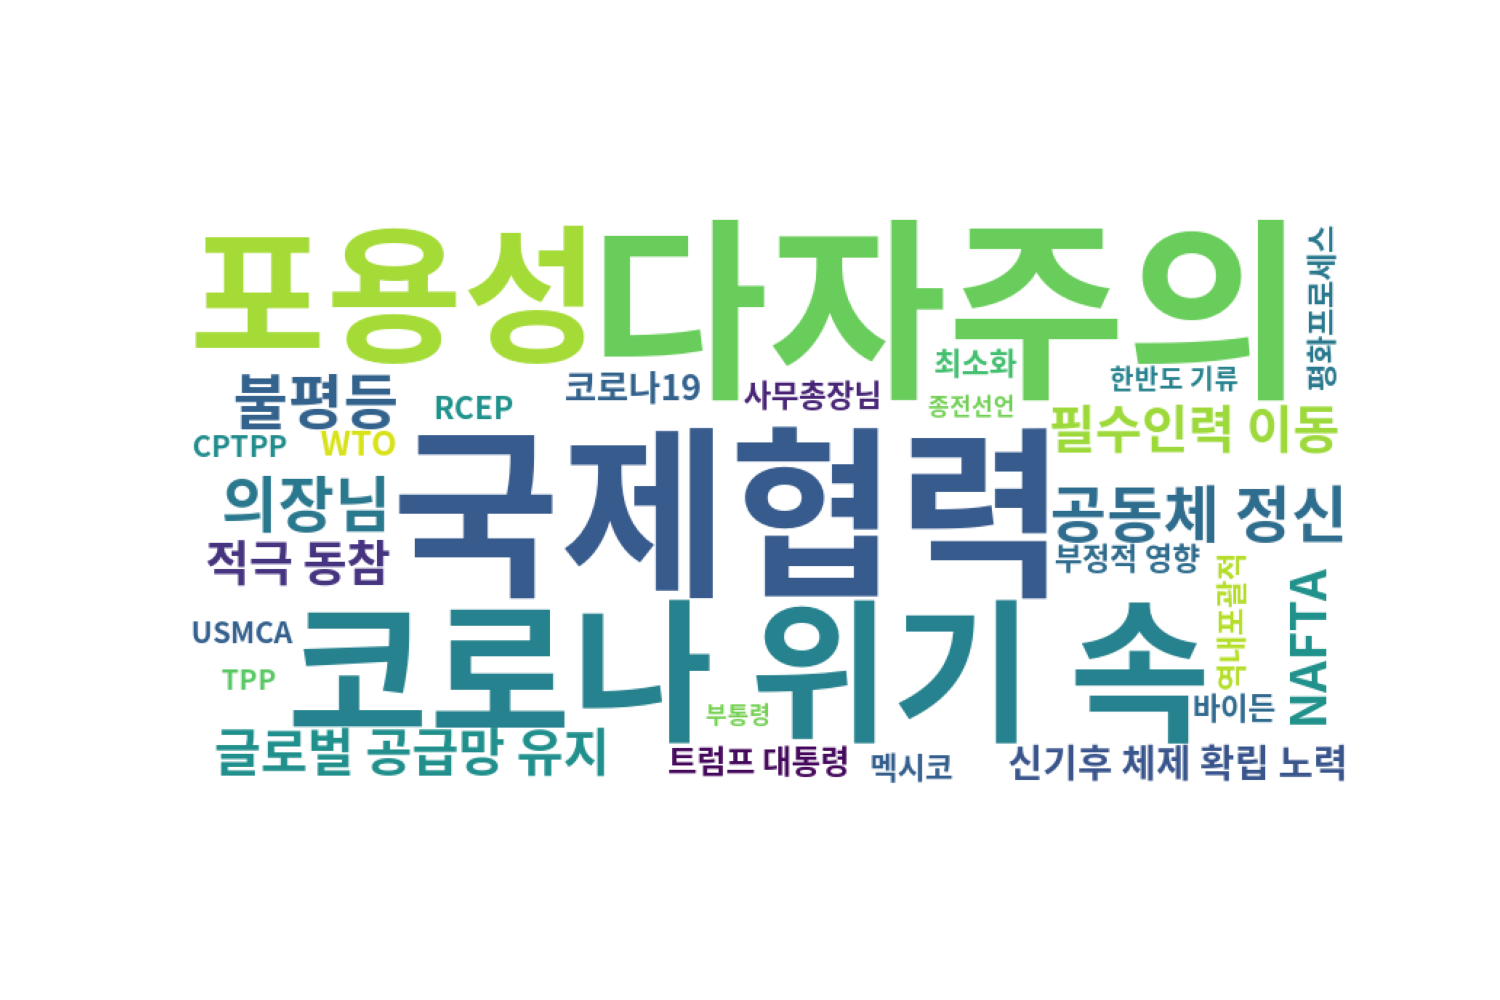 포용성
다자주의
평화프로세스
최소화
한반도 기류
불평등
RCEP
코로나19
사무총장님
종전선언
필수인력 이동
CPTPP
WTO
국제협력
의장님
공동체 정신
적극 동참
부정적 영향
역내포괄적
NAFTA
USMCA
코로나 위기 속
TPP
부통령
바이든
글로벌 공급망 유지
트럼프 대통령
멕시코
신기후 체제 확립 노력